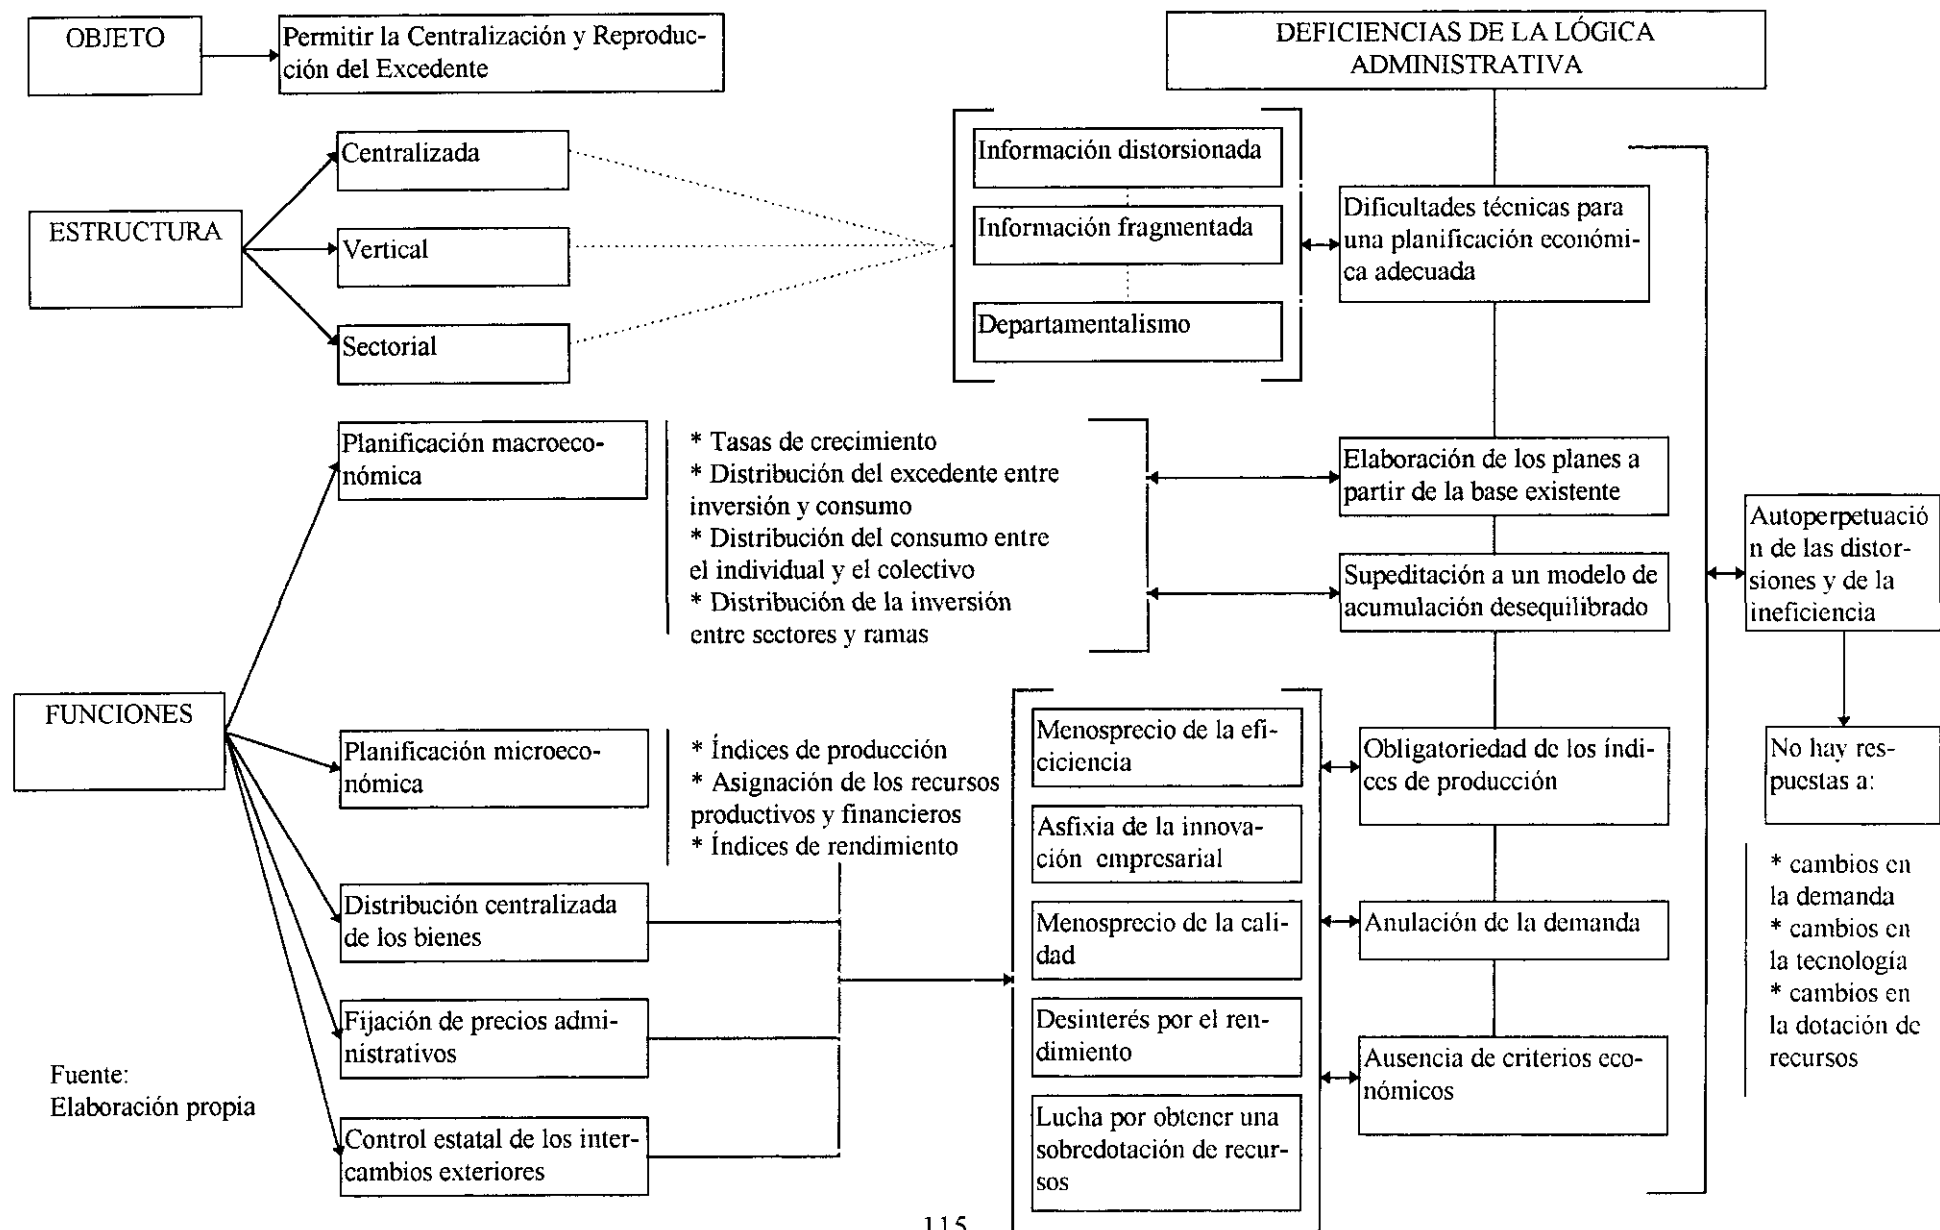 OBJETO
Permitir la Centralización y Reproduc-
ción del Excedente
DEFICIENCIAS DE LA LÓGICA
ADMINISTRATIVA
ESTRUCTURA
Centralizada
Vertical
Sectorial
Información distorsionada
Información fragmentada
Departamentalismo
Dificultades técnicas para
una planificación económi-
ca adecuada
FUNCIONES
Planificación macroeco-
nómica
* Tasas de crecimiento
* Distribución del excedente entre
inversión y consumo
* Distribución del consumo entre
el individual y el colectivo
* Distribución de la inversión
entre sectores y ramas
Elaboración de los planes a
partir de la base existente
Supeditación a un modelo de
acumulación desequilibrado
Planificación microeco-
nómica
* Índices de producción
* Asignación de los recursos
productivos y financieros
* Índices de rendimiento
Distribución centralizada
de los bienes
Fijación de precios admi-
nistrativos
Control estatal de los inter-
cambios exteriores
Menosprecio de la efi-
ciciencia
Asfixia de la innova-
ción empresarial
Menosprecio de la cali-
dad
Desinterés por el ren-
dimiento
Lucha por obtener una
sobredotación de recur-
sos
Obligatoriedad de los índi-
ces de producción
Anulación de la demanda
Ausencia de criterios eco-
nómicos
Autoperpetuació
n de las distor-
siones y de la
ineficiencia
No hay res-
puestas a:
* cambios en
la demanda
* cambios en
la tecnología
* cambios en
la dotación de
recursos
Fuente:
Elaboración propia
115